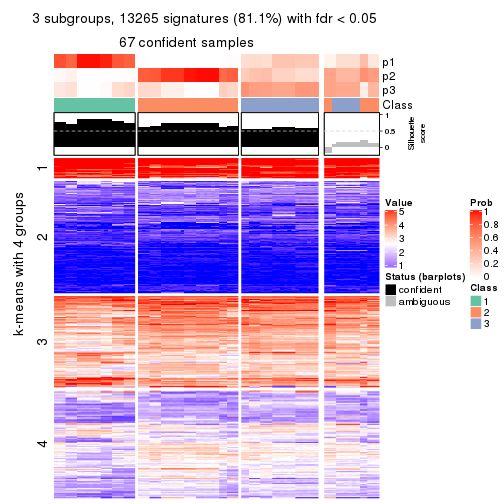 3 subgroups, 13265 signatures (81.1%) with fdr < 0.05
67 confident samples
p1
p2
p3
Class
1
0.5
0
Silhouette
score
k-means with 4 groups
1
2
3
4
Value
5
4
3
2
1
Status (barplots)
confident
ambiguous
Prob
1
0.8
0.6
0.4
0.2
0
Class
1
2
3